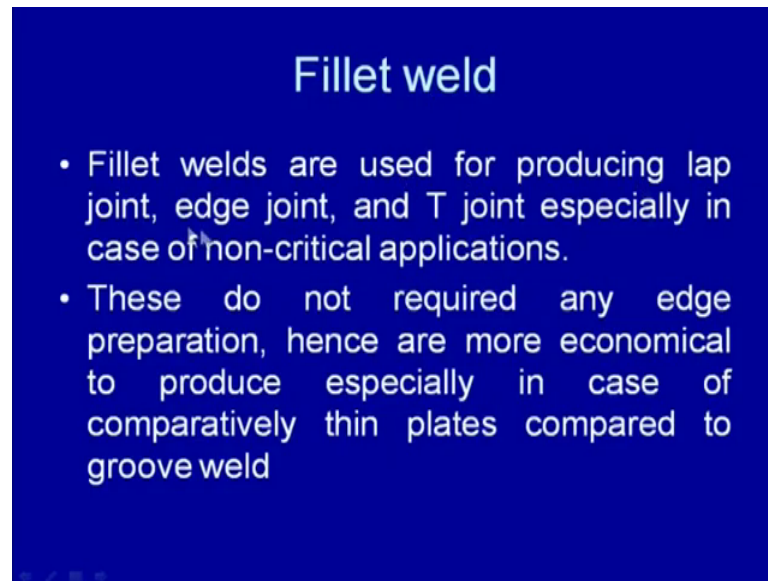 Fillet weld
• Fillet welds are used for producing lap
joint, edge joint, and T joint especially in
case of non-critical applications.
• These do not required any edge
preparation, hence are more economical
to produce especially in case of
comparatively thin plates compared to
groove weld